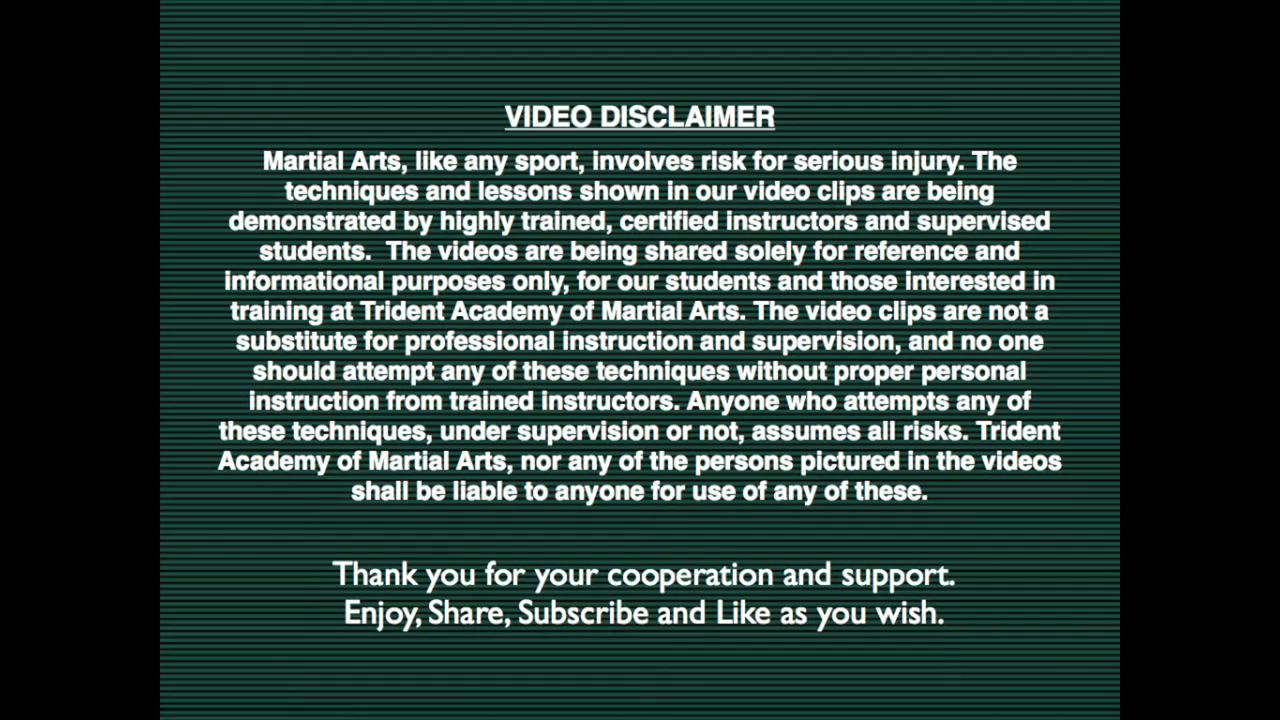 VIDEO DISCLAIMER
Martial Arts, like any sport, involves risk for serious injury. The
techniques and lessons shown in our video clips are being
demonstrated by highly trained, certified instructors and supervised
students.  The videos are being shared solely for reference and
informational purposes only, for our students and those interested in
training at Trident Academy of Martial Arts. The video clips are not a
substitute for professional instruction and supervision, and no one
should attempt any of these techniques without proper personal
instruction from trained instructors. Anyone who attempts any of
these techniques, under supervision or not, assumes all risks. Trident
Academy of Martial Arts, nor any of the persons pictured in the videos
shall be liable to anyone for use of any of these.
Thank you for your cooperation and support.
Enjoy, Share, Subscribe and Like as you wish.